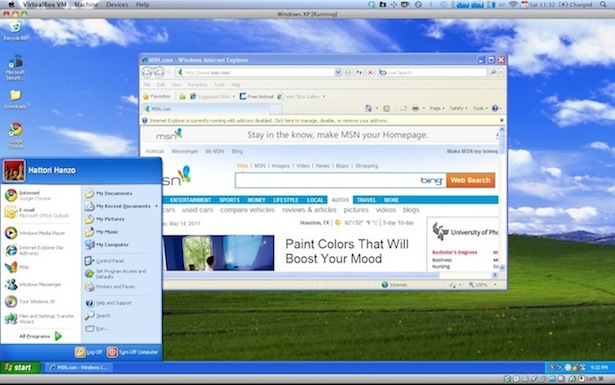 VirtualBox VM Machine Devices Help
Sat 11:32 (Charged)
Windows XP [Running]
Recycle Bin
Microsoft Securit...
Downloads
Google Chrome
MSN.com - Windows Internet Explorer
http://www.msn.com/
Live Search
File Edit View Favorites Tools Help
Favorites Suggested Sites Free Hotmail Web Slice Gallery
MSN.com
Page Safety Tools
Internet Explorer is currently running with add-ons disabled. Click here to manage, disable, or remove your add-ons.
msn Stay in the know, make MSN your Homepage.
Hotmail Messenger My MSN Bing Make MSN my homep
Web MSN Images Video News Maps Shopping
sn bing Web Search
ENTERTAINMENT SPORTS MONEY LIFESTYLE LOCAL AUTOS TRAVEL MORE
cars used cars compare vehicles reviews & articles pictures videos blogs
ay, May 14, 2011 Houston, TX 82°F 5-day 10-day
Paint Colors That Will
Boost Your Mood
University of Pho
Bachelor's Degrees
Business
Nursing
Internet 100%
Hattori Hanzo
Internet
Google Chrome
E-mail
Microsoft Office Outlook
Windows Media Player
Internet Explorer (No Add-ons)
MSN
Windows Messenger
Tour Windows XP
Files and Settings Transfer Wizard
All Programs
My Documents
My Recent Documents
My Pictures
My Music
My Computer
Control Panel
Set Program Access and Defaults
Printers and Faxes
Help and Support
Search
Run...
Log Off Turn Off Computer
start MSN.com - Windows I... 9:32 PM
Left ⌘